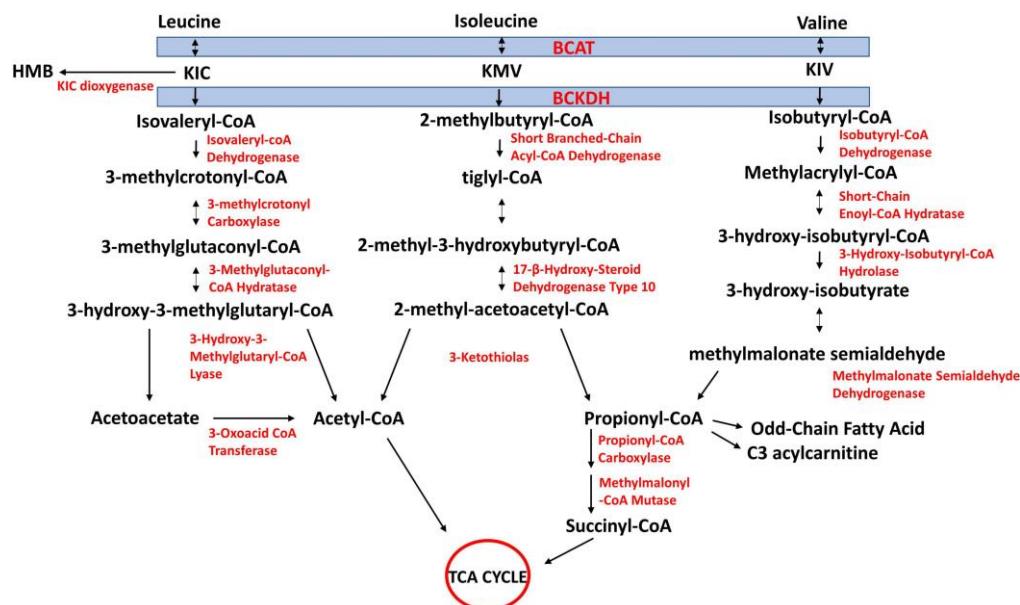 Leucine
Isoleucine
Valine
BCAT
HMB
KIC dioxygenase
KIC
KMV
KIV
BCKDH
Isovaleryl-CoA
2-methylbutyryl-CoA
Isobutyryl-CoA
Isovaleryl-coA
Dehydrogenase
Short Branched-Chain
Acyl-CoA Dehydrogenase
Isobutyryl-CoA
Dehydrogenase
3-methylcrotonyl-CoA
tiglyl-CoA
Methylacrylyl-CoA
3-methylcrotonyl
Carboxylase
Short-Chain
Enoyl-CoA Hydratase
3-methylglutaconyl-CoA
2-methyl-3-hydroxybutyryl-CoA
3-hydroxy-isobutyryl-CoA
3-Methylglutaconyl-
CoA Hydratase
17-β-Hydroxy-Steroid
Dehydrogenase Type 10
3-Hydroxy-Isobutyryl-CoA
Hydrolase
3-hydroxy-3-methylglutaryl-CoA
2-methyl-acetoacetyl-CoA
3-hydroxy-isobutyrate
3-Hydroxy-3-
Methylglutaryl-CoA
Lyase
3-Ketothiolas
methylmalonate semialdehyde
Methylmalonate Semialdehyde
Dehydrogenase
Acetoacetate
3-Oxoacid CoA
Transferase
Acetyl-CoA
Propionyl-CoA
Odd-Chain Fatty Acid
C3 acylcarnitine
Propionyl-CoA
Carboxylase
Methylmalonyl
-CoA Mutase
Succinyl-CoA
TCA CYCLE